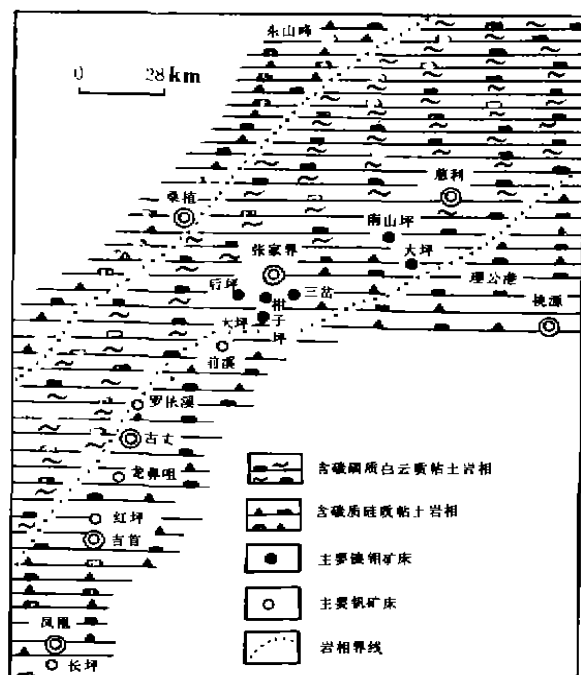 东山峰
0 28 km
慈利
桑植
南山坪
张家界
大坪
理公港
后坪
三岔
桃源
柑子坪
大坪
前溪
罗依溪
古丈
含碳磷质白云质粘土岩相
龙鼻咀
含碳质硅质粘土岩相
红坪
吉首
主要镍钼矿床
主要钒矿床
凤凰
岩相界线
长坪